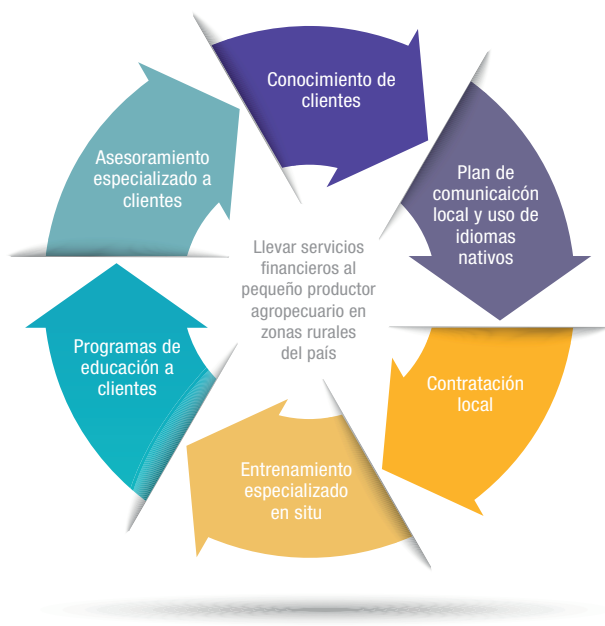 Conocimiento de
clientes
Plan de
comunicaicón
local y uso de
idiomas
nativos
Contratación
local
Entrenamiento
especializado
en situ
Programas de
educación a
clientes
Asesoramiento
especializado a
clientes
Llevar servicios
financieros al
pequeño productor
agropecuario en
zonas rurales
del país